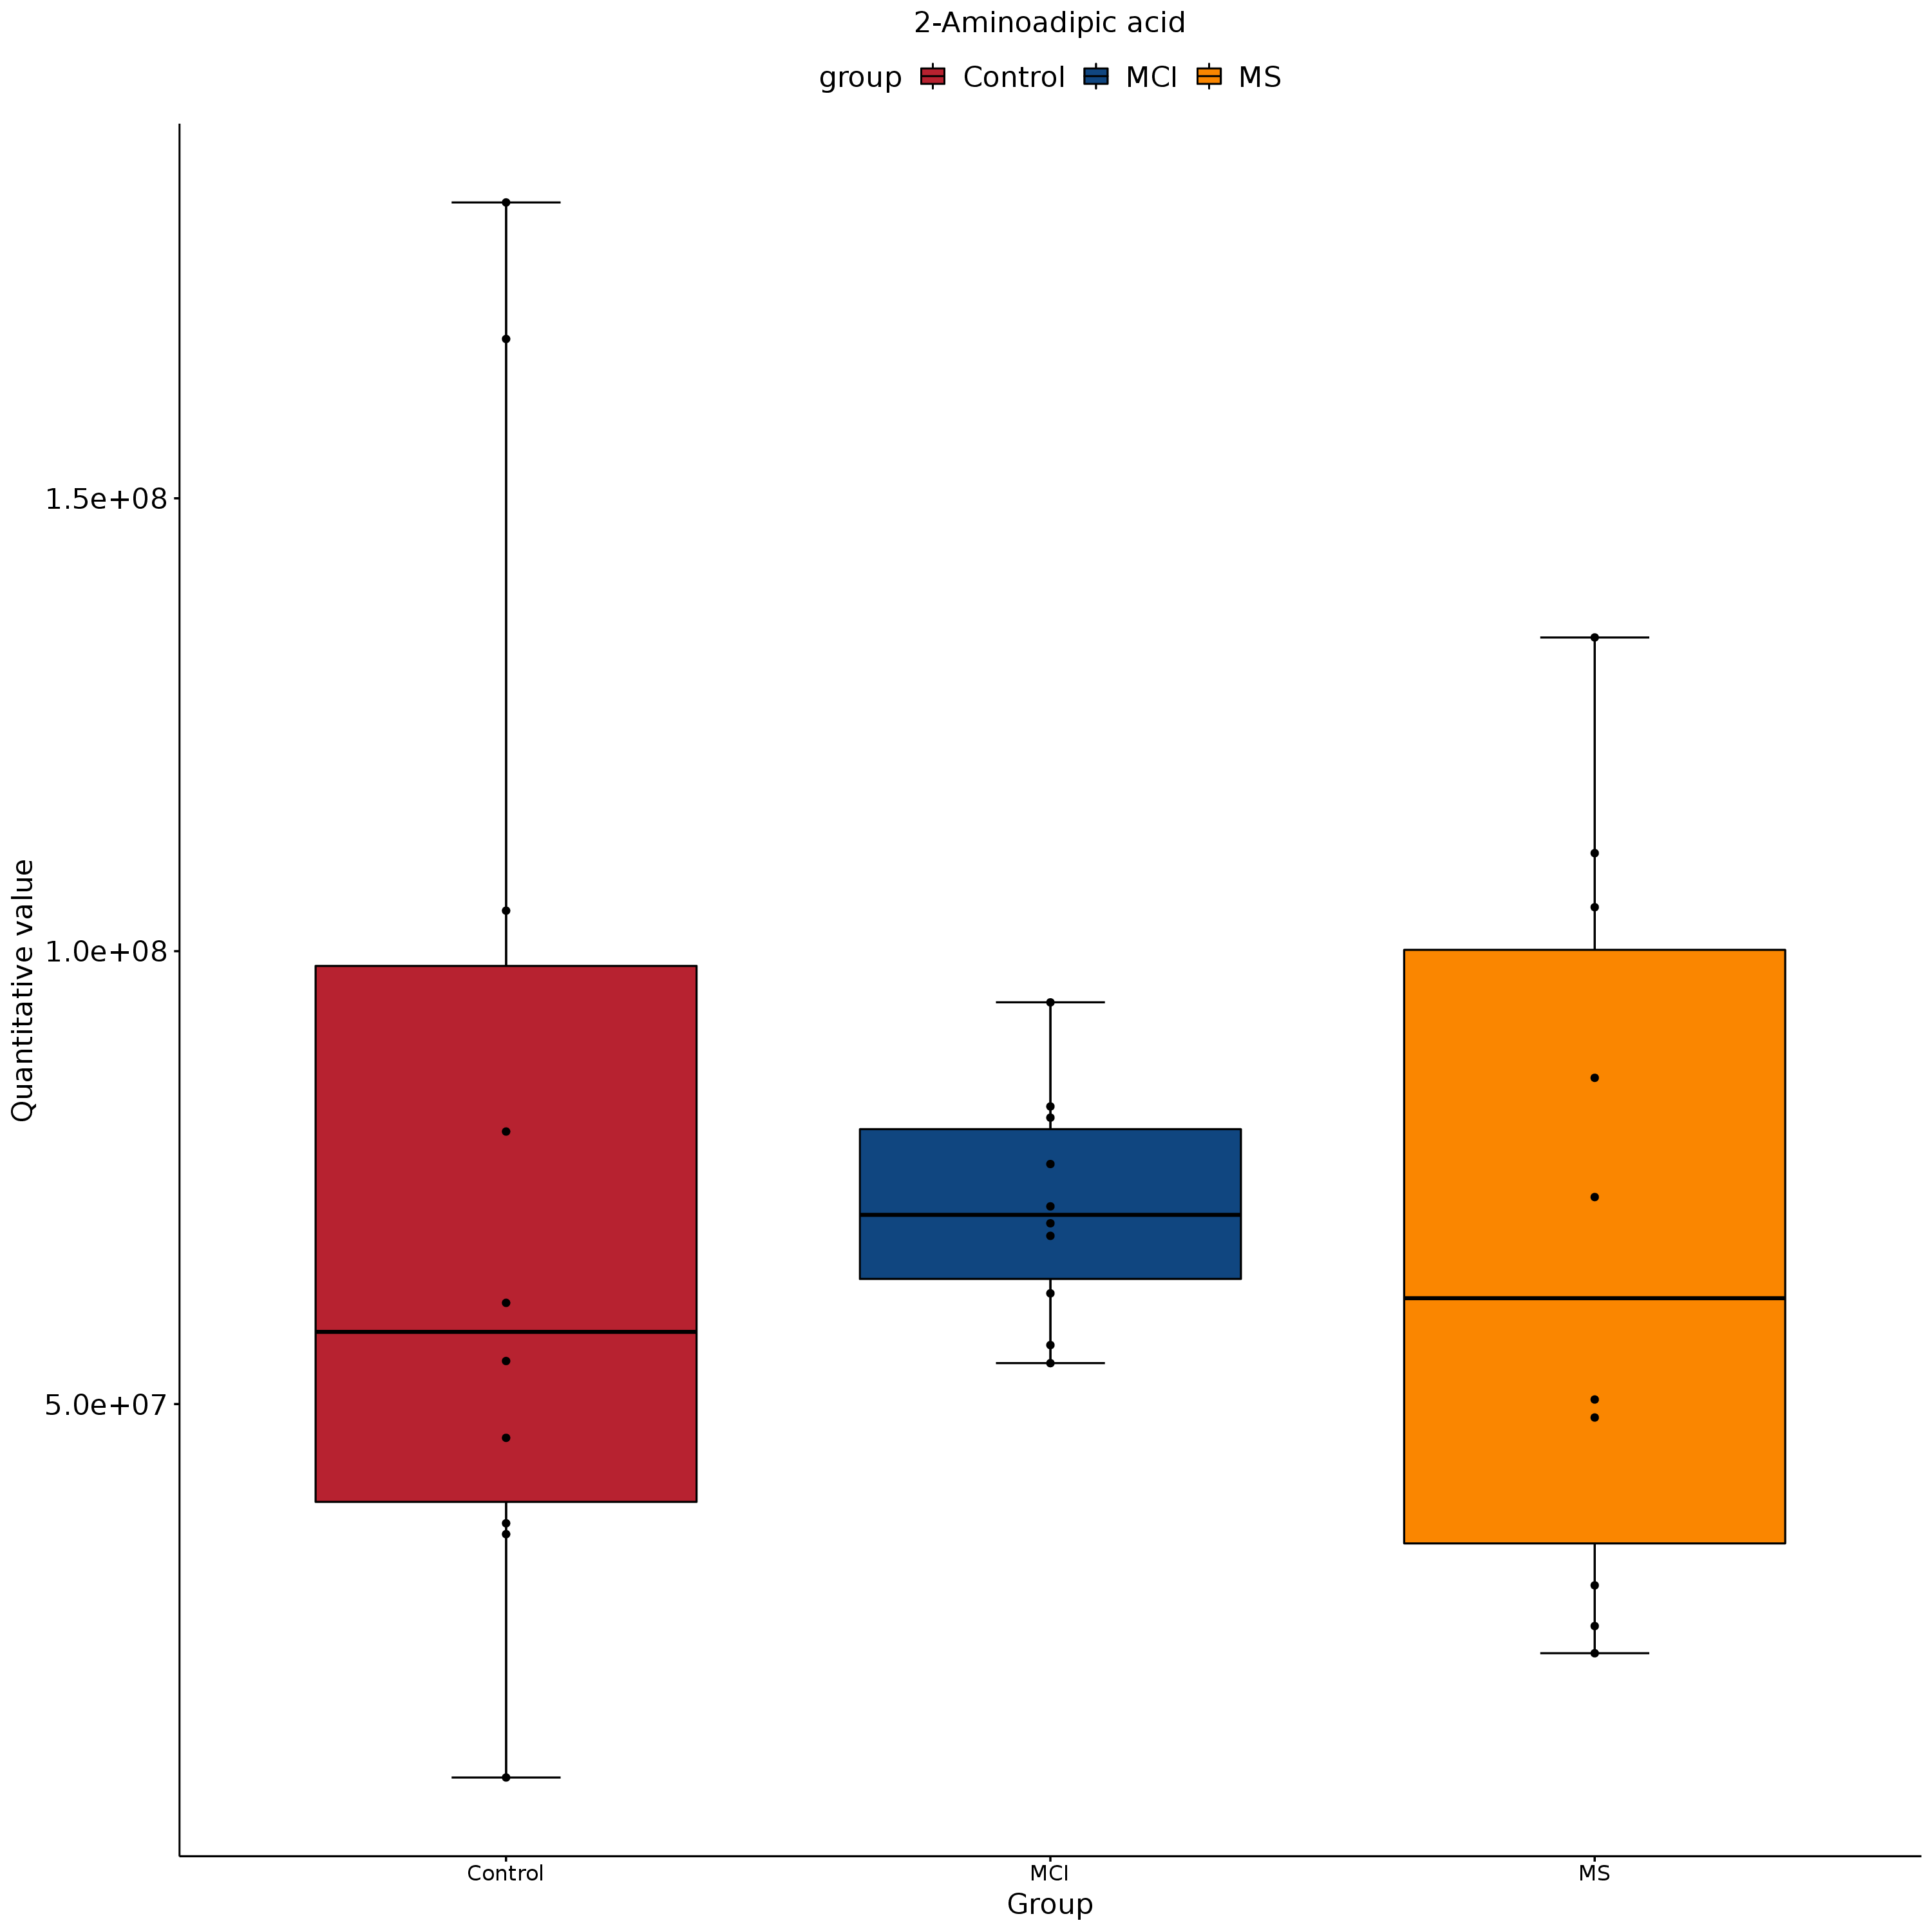 2-Aminoadipic acid
group Control MCI MS
Quantitative value
1.5e+08
1.0e+08
5.0e+07
Control MCI MS
Group